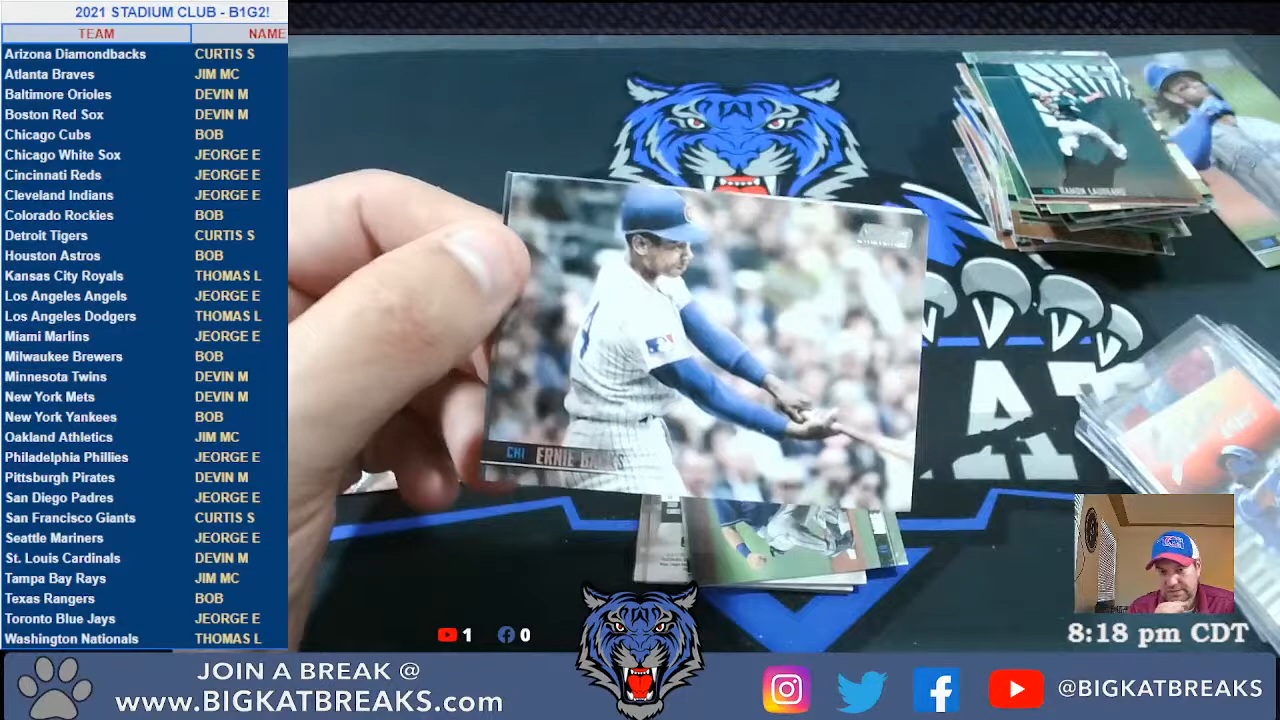 2021 STADIUM CLUB - B1G2!
TEAM NAME
Arizona Diamondbacks CURTIS S
Atlanta Braves JIM MC
Baltimore Orioles DEVIN M
Boston Red Sox DEVIN M
Chicago Cubs BOB
Chicago White Sox JEORGE E
Cincinnati Reds JEORGE E
Cleveland Indians JEORGE E
Colorado Rockies BOB
Detroit Tigers CURTIS S
Houston Astros BOB
Kansas City Royals THOMAS L
Los Angeles Angels JEORGE E
Los Angeles Dodgers THOMAS L
Miami Marlins JEORGE E
Milwaukee Brewers BOB
Minnesota Twins DEVIN M
New York Mets DEVIN M
New York Yankees BOB
Oakland Athletics JIM MC
Philadelphia Phillies JEORGE E
Pittsburgh Pirates DEVIN M
San Diego Padres JEORGE E
San Francisco Giants CURTIS S
Seattle Mariners JEORGE E
St. Louis Cardinals DEVIN M
Tampa Bay Rays JIM MC
Texas Rangers BOB
Toronto Blue Jays JEORGE E
Washington Nationals THOMAS L
RAMON LAUREANO
4
CHI ERNIE BANKS
1 0
8:18 pm CDT
JOIN A BREAK @
www.BIGKATBREAKS.com
@BIGKATBREAKS